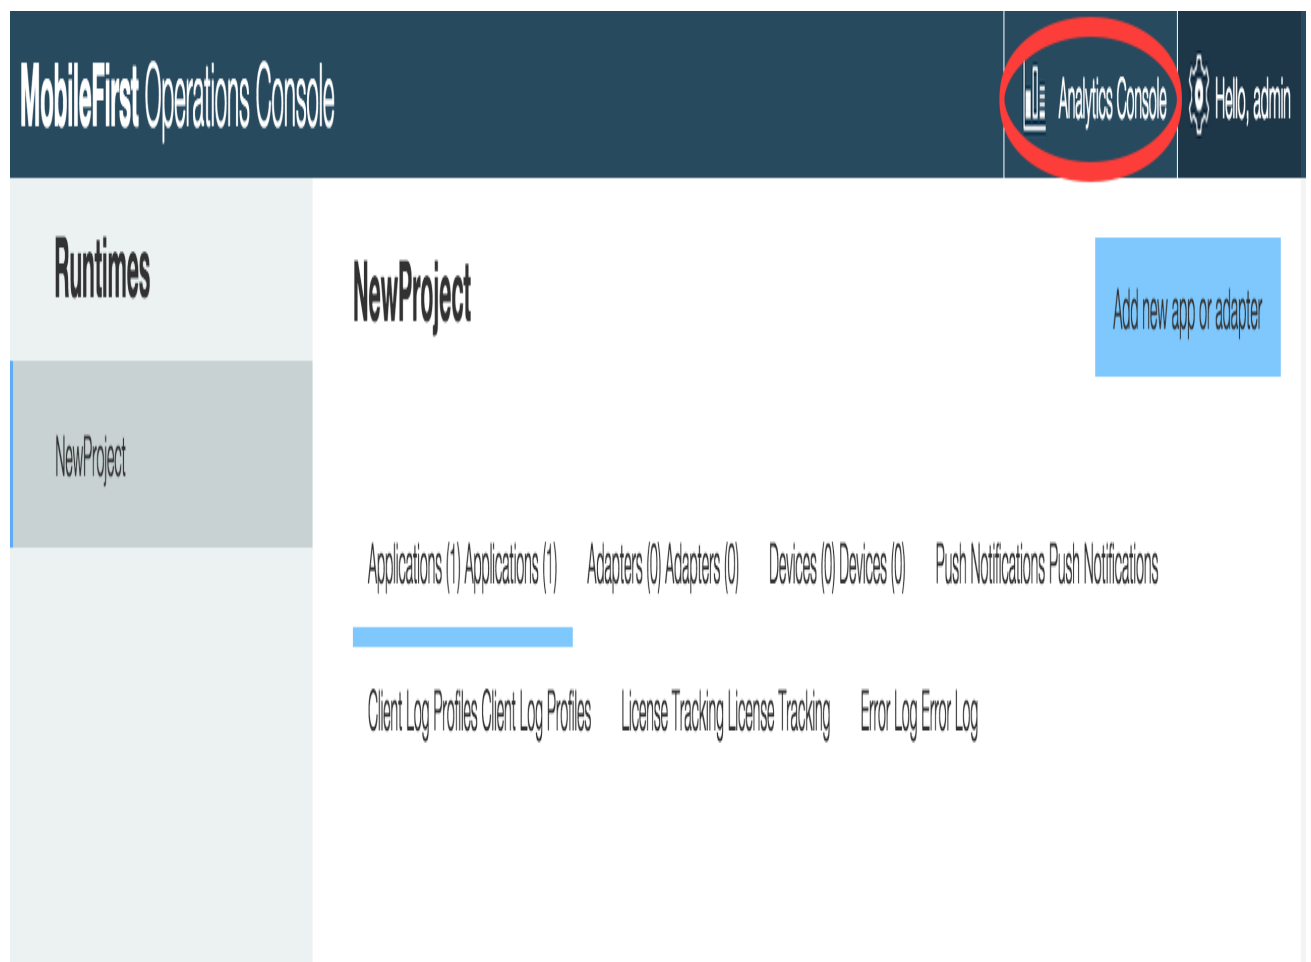 MobileFirst Operations Console
Analytics Console
Hello, admin
Runtimes
NewProject
NewProject
Add new app or adapter
Applications (1) Applications (1) Adapters (0) Adapters (0) Devices (0) Devices (0) Push Notifications Push Notifications
Client Log Profiles Client Log Profiles License Tracking License Tracking Error Log Error Log